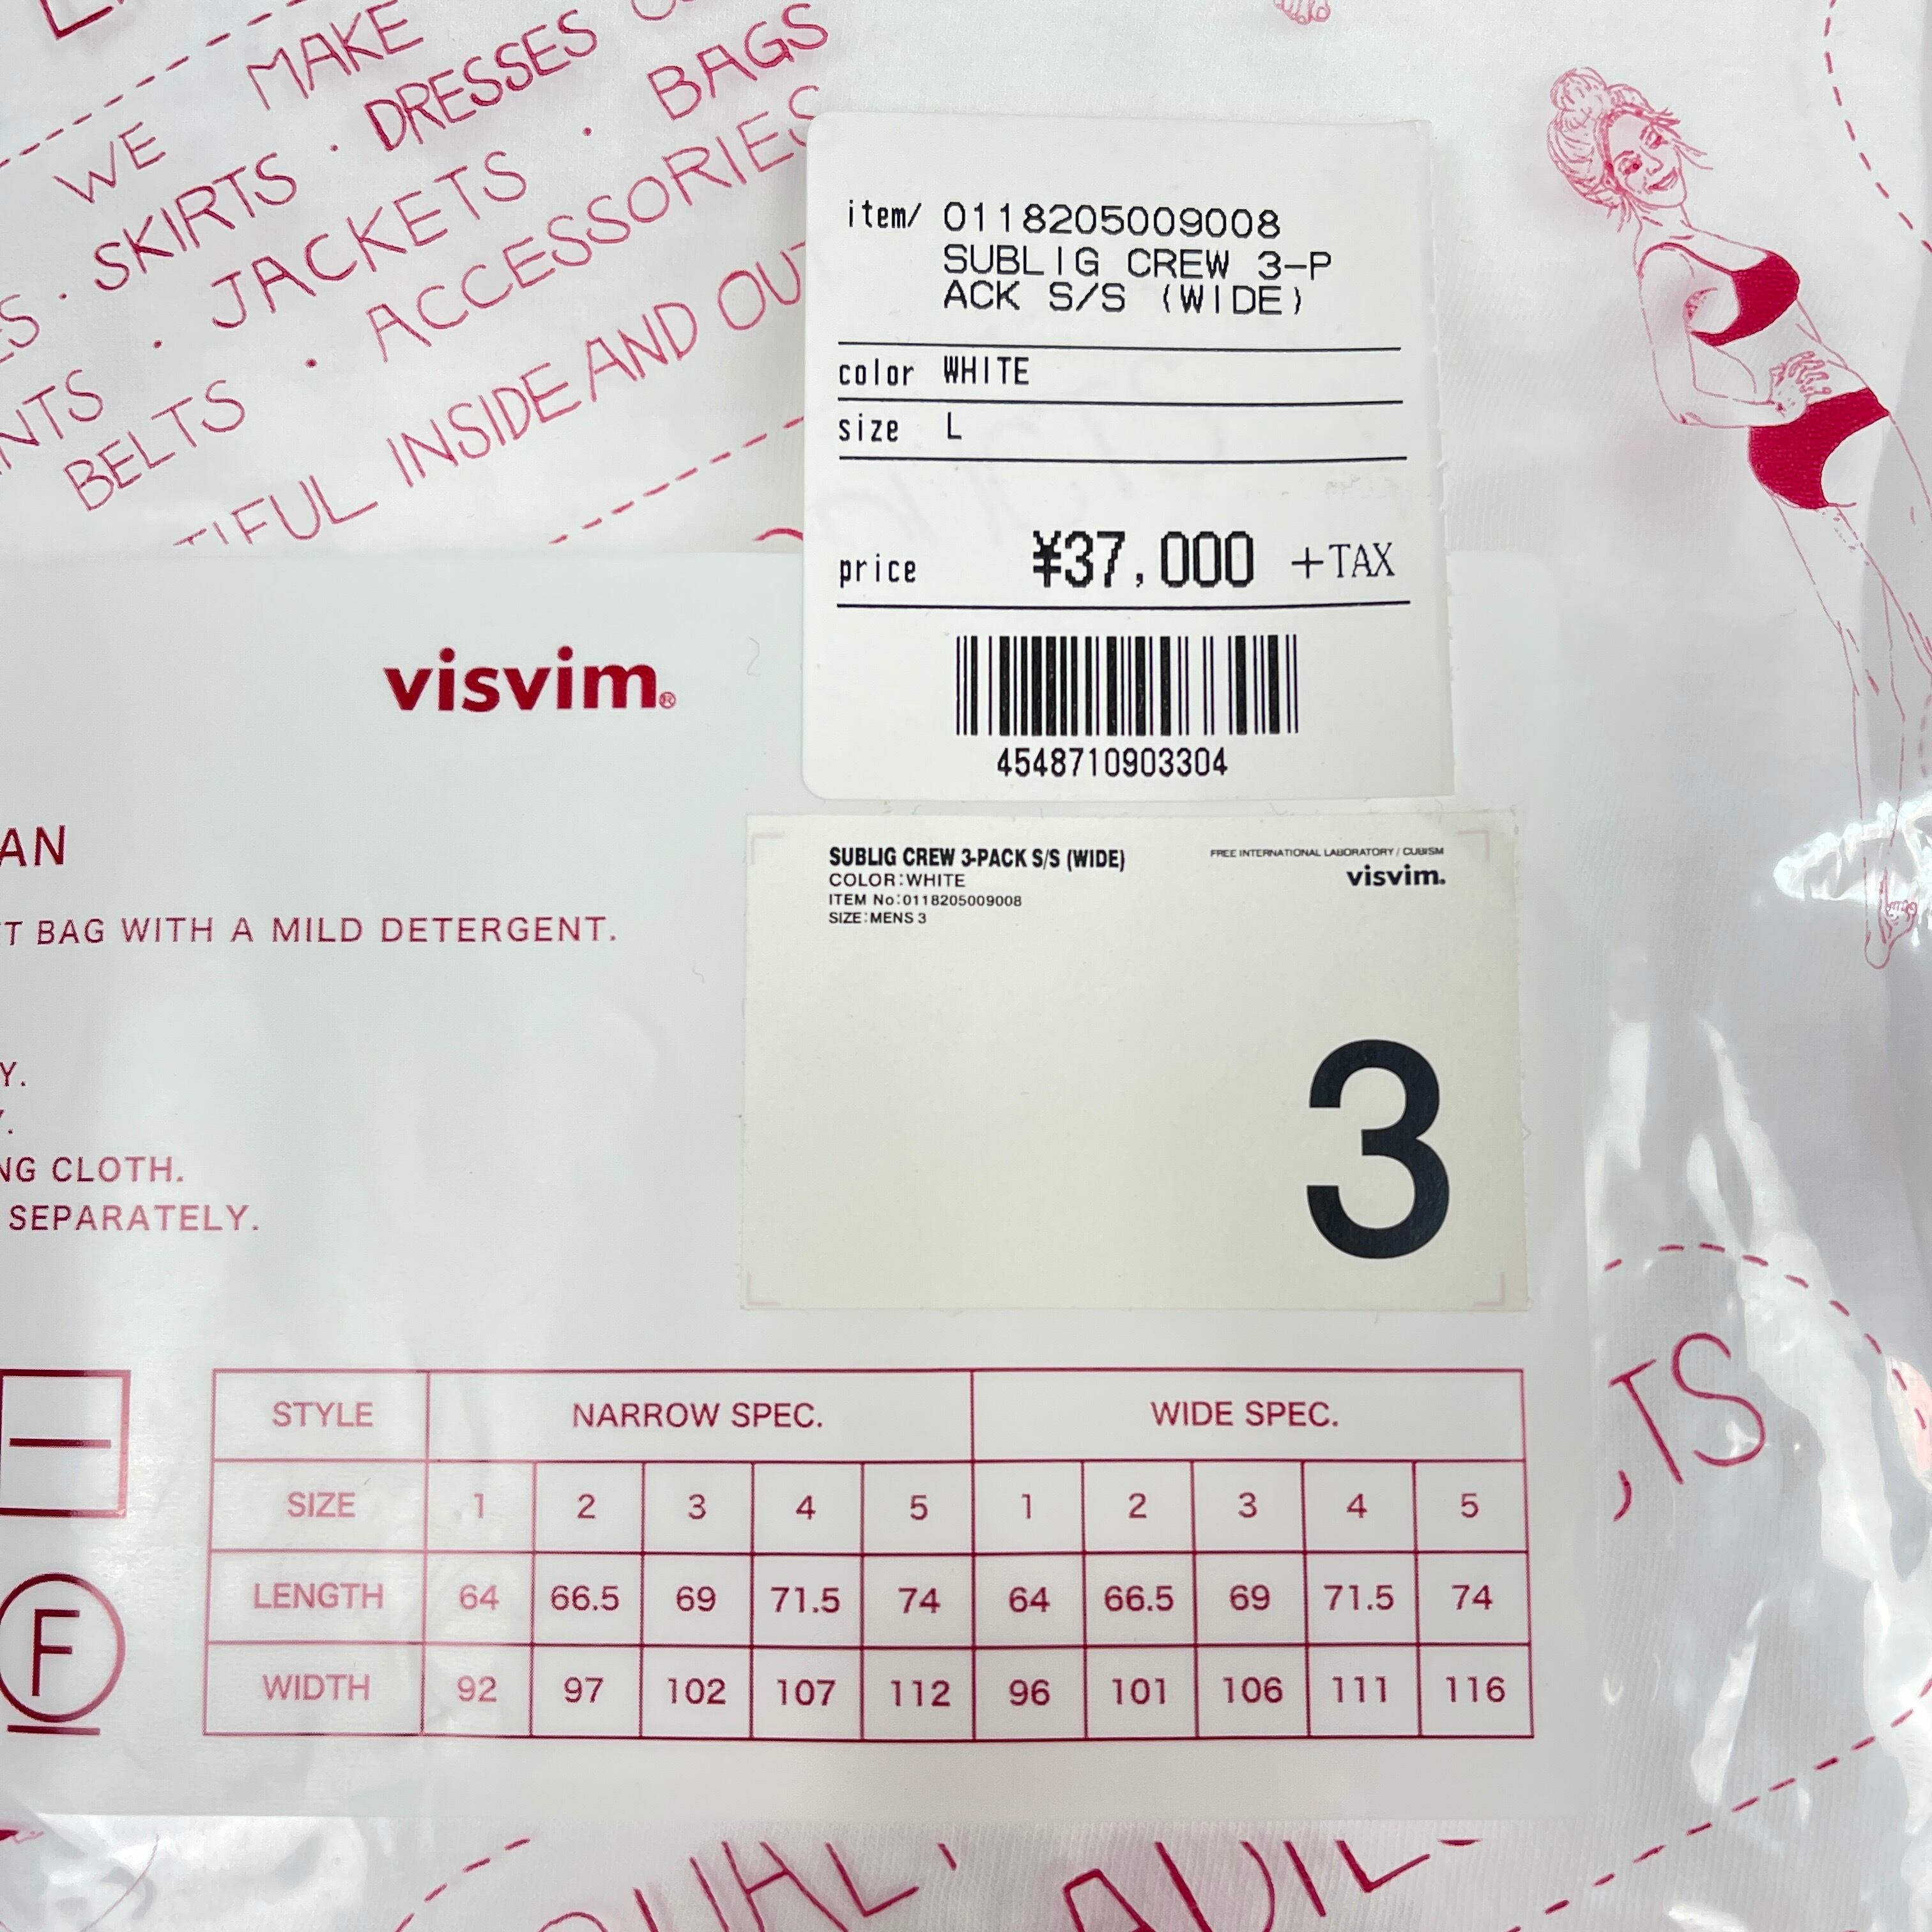 WE MAKE
SKIRTS . DRESSES
. JACKETS . BAGS
BELTS . ACCESSORIES
INSIDE AND OUT
item/ 0118205009008
SUBLIG CREW 3-P
ACK S/S (WIDE)
color WHITE
size L
price ¥37,000 +TAX
4548710903304
visvim®
SUBLIG CREW 3-PACK S/S (WIDE)
COLOR:WHITE
ITEM No:0118205009008
SIZE:MENS 3
FREE INTERNATIONAL LABORATORY / CUBISM
visvim.
3
BAG WITH A MILD DETERGENT.
CLOTH.
SEPARATELY.
STYLE NARROW SPEC. WIDE SPEC.
SIZE 1 2 3 4 5 1 2 3 4 5
LENGTH 64 66.5 69 71.5 74 64 66.5 69 71.5 74
WIDTH 92 97 102 107 112 96 101 106 111 116
F